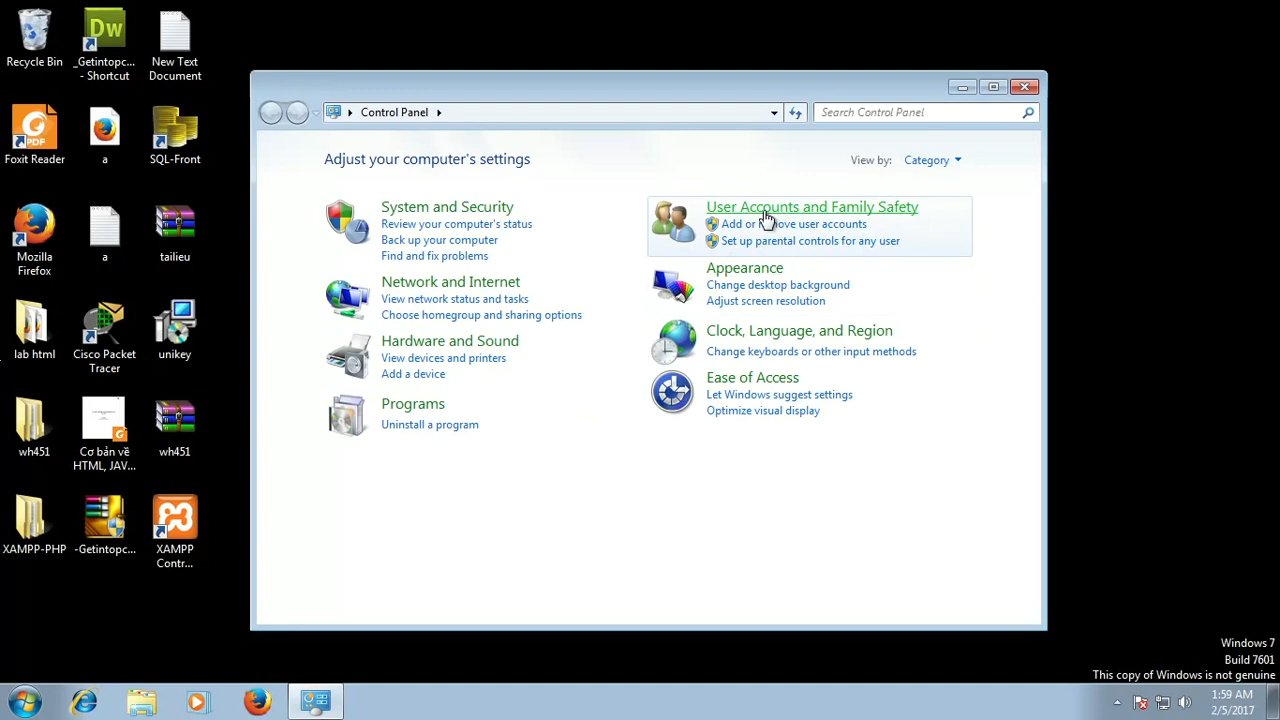 Recycle Bin
_Getintopc...
- Shortcut
New Text
Document
Dw
Foxit Reader
PDF
a
SQL-Front
Mozilla
Firefox
a
tailieu
lab html
Cisco Packet
Tracer
unikey
wh451
Cơ bản về
HTML, JAV...
wh451
XAMPP-PHP
-Getintopc...
XAMPP
Contr...
Control Panel
Search Control Panel
Adjust your computer's settings
View by:
Category
System and Security
Review your computer's status
Back up your computer
Find and fix problems
Network and Internet
View network status and tasks
Choose homegroup and sharing options
Hardware and Sound
View devices and printers
Add a device
Programs
Uninstall a program
User Accounts and Family Safety
Add or move user accounts
Set up parental controls for any user
Appearance
Change desktop background
Adjust screen resolution
Clock, Language, and Region
Change keyboards or other input methods
Ease of Access
Let Windows suggest settings
Optimize visual display
Windows 7
Build 7601
This copy of Windows is not genuine
1:59 AM
2/5/2017